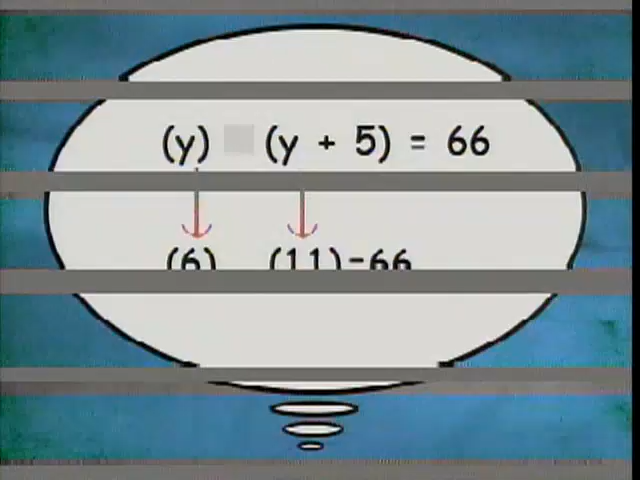 (y) (y + 5) = 66
(6) (11)=66